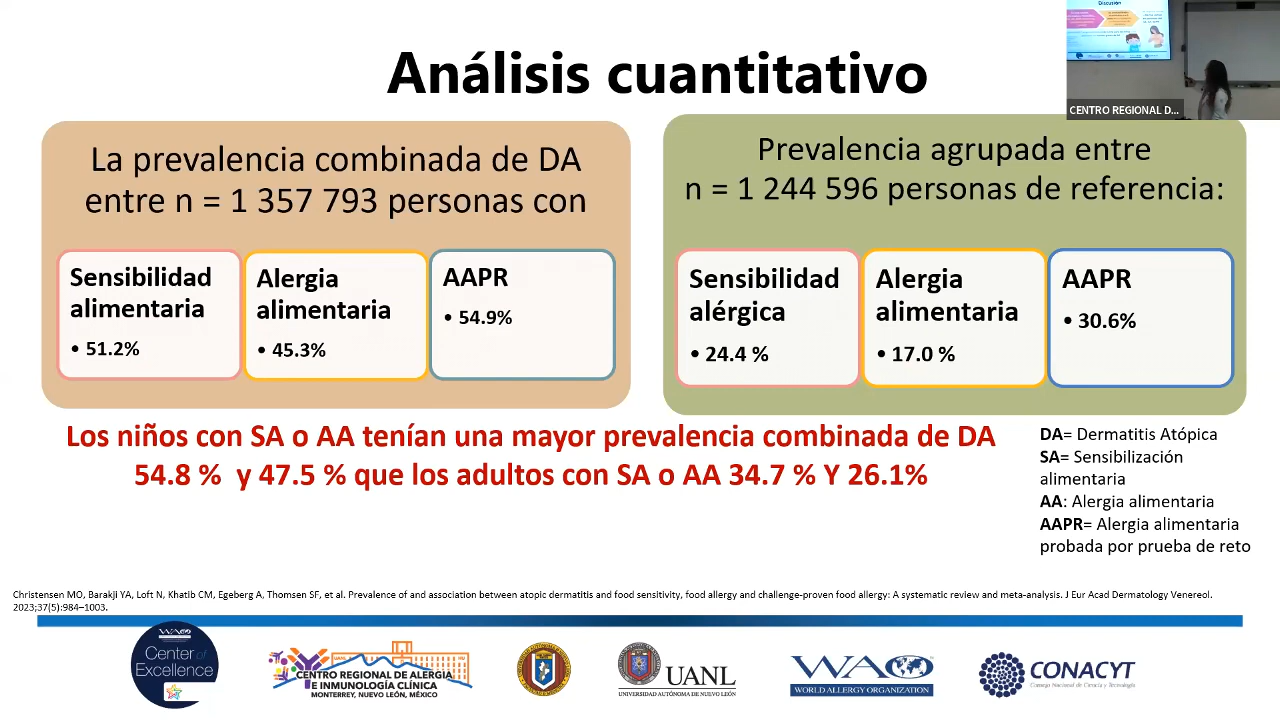 Análisis cuantitativo
Discusión
CENTRO REGIONAL D...
La prevalencia combinada de DA
entre n = 1 357 793 personas con
Sensibilidad
alimentaria
• 51.2%
Alergia
alimentaria
• 45.3%
AAPR
• 54.9%
Prevalencia agrupada entre
n = 1 244 596 personas de referencia:
Sensibilidad
alérgica
• 24.4 %
Alergia
alimentaria
• 17.0 %
AAPR
• 30.6%
Los niños con SA o AA tenían una mayor prevalencia combinada de DA
54.8 % y 47.5 % que los adultos con SA o AA 34.7 % Y 26.1%
DA= Dermatitis Atópica
SA= Sensibilización
alimentaria
AA: Alergia alimentaria
AAPR= Alergia alimentaria
probada por prueba de reto
Christensen MO, Barakji YA, Loft N, Khatib CM, Egeberg A, Thomsen SF, et al. Prevalence of and association between atopic dermatitis and food sensitivity, food allergy and challenge-proven food allergy: A systematic review and meta-analysis. J Eur Acad Dermatology Venereol.
2023;37(5):984–1003.
WAO
Center of
Excellence
CENTRO REGIONAL DE ALERGIA
E INMUNOLOGÍA CLÍNICA
MONTERREY, NUEVO LEÓN, MÉXICO
UANL
UNIVERSIDAD AUTÓNOMA DE NUEVO LEÓN
WAO
WORLD ALLERGY ORGANIZATION
CONACYT
Consejo Nacional de Ciencia y Tecnología